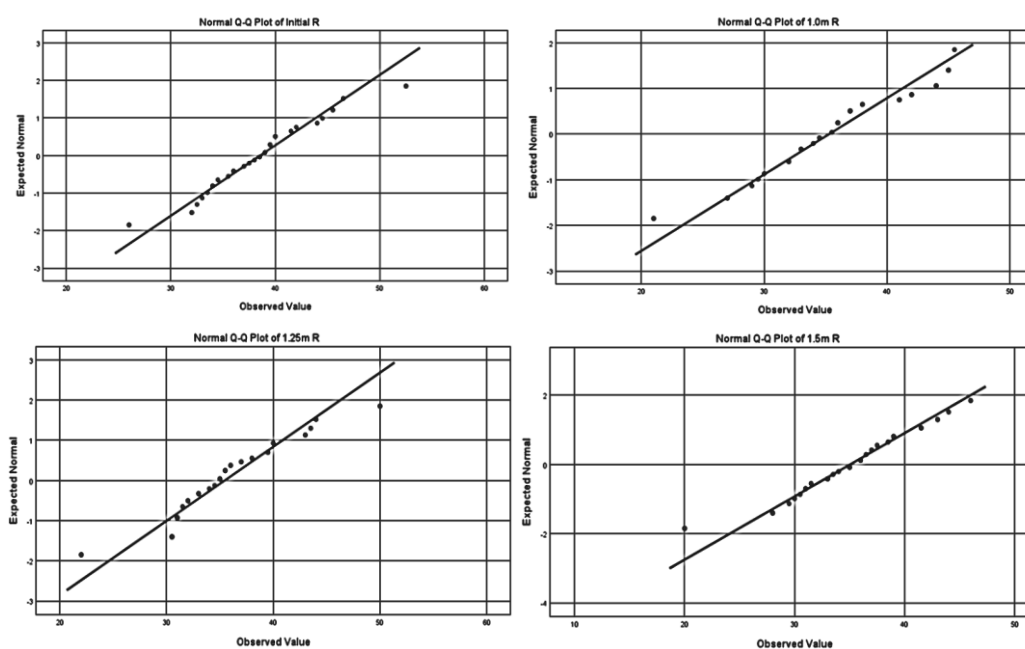 Normal Q-Q Plot of Initial R
Expected Normal
3
2
1
0
-1
-2
-3
20 30 40 50 60
Observed Value
Normal Q-Q Plot of 1.0m R
Expected Normal
2
1
0
-1
-2
-3
20 30 40 50
Observed Value
Normal Q-Q Plot of 1.25m R
Expected Normal
3
2
1
0
-1
-2
-3
20 30 40 50 60
Observed Value
Normal Q-Q Plot of 1.5m R
Expected Normal
2
0
-2
-4
10 20 30 40 50
Observed Value